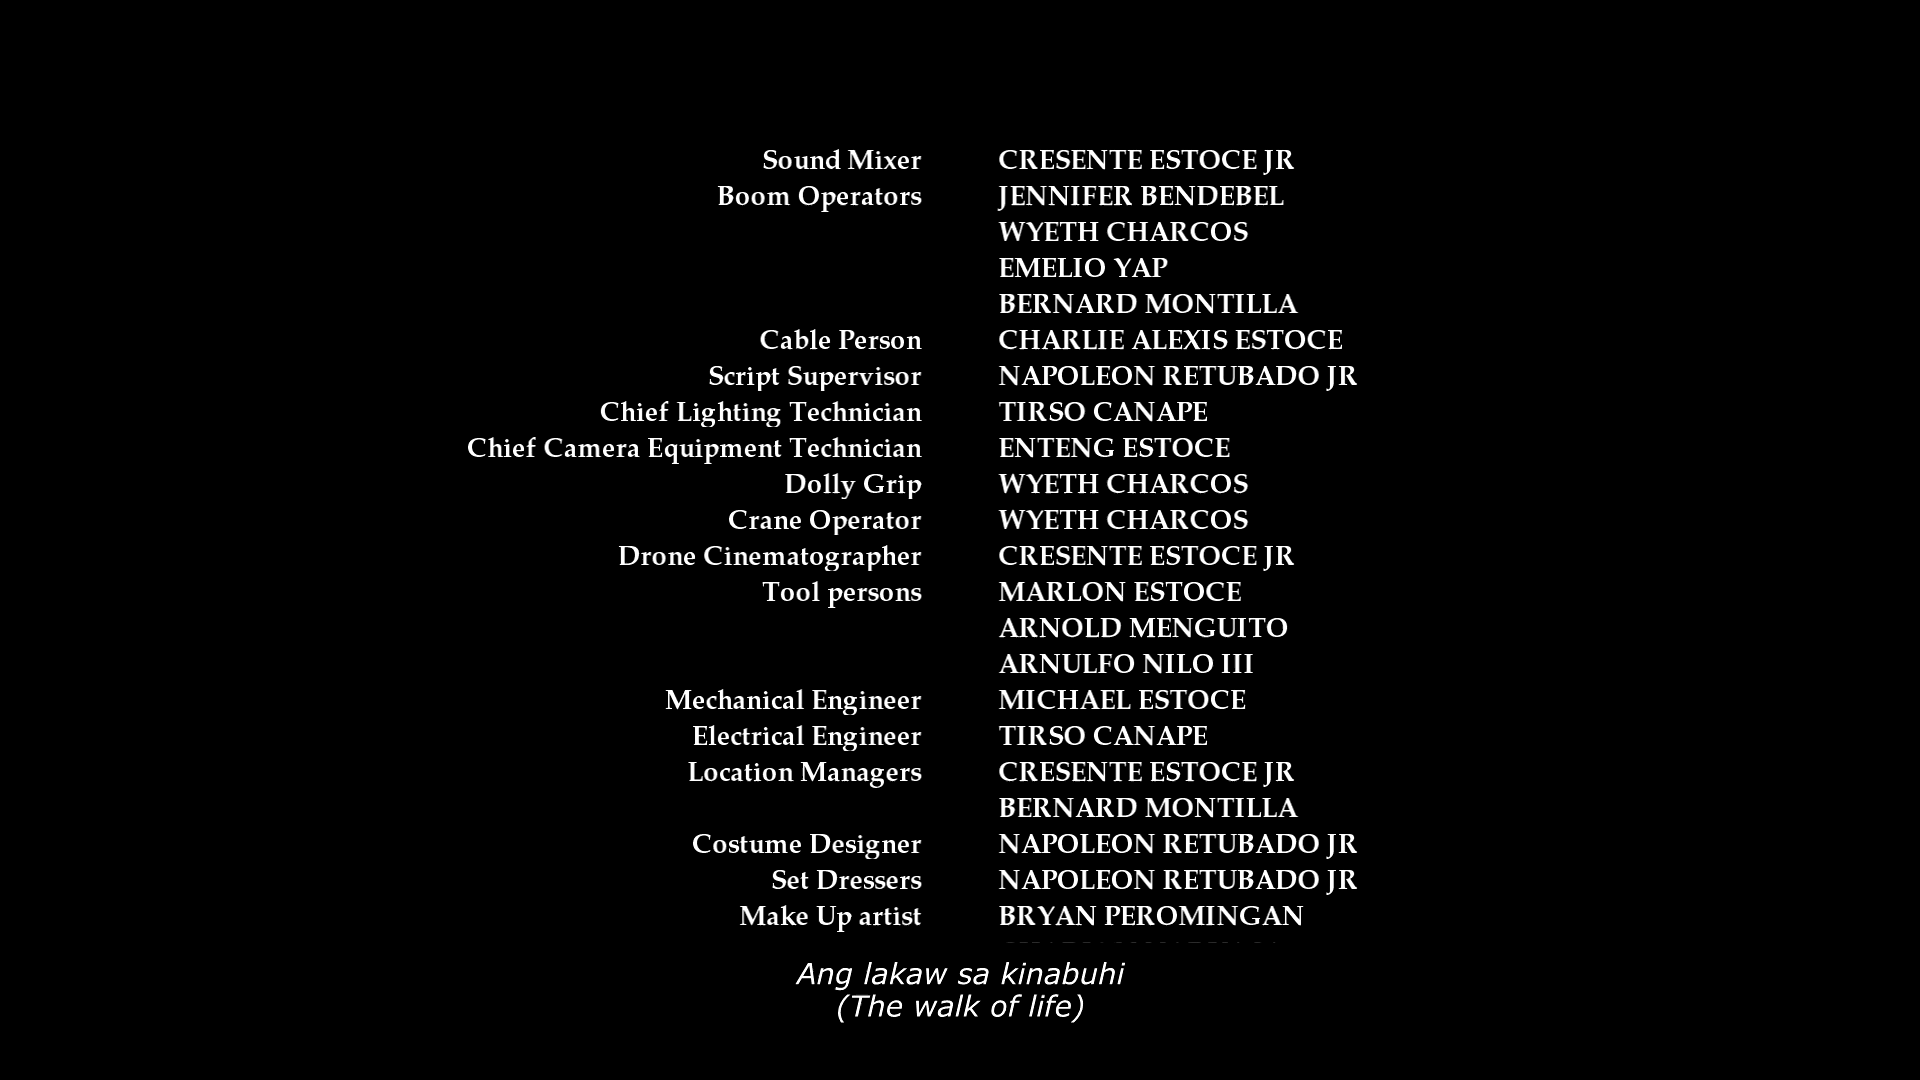 Sound Mixer CRESENTE ESTOCE JR
Boom Operators JENNIFER BENDEBEL
WYETH CHARCOS
EMELIO YAP
BERNARD MONTILLA
Cable Person CHARLIE ALEXIS ESTOCE
Script Supervisor NAPOLEON RETUBADO JR
Chief Lighting Technician TIRSO CANAPE
Chief Camera Equipment Technician ENTENG ESTOCE
Dolly Grip WYETH CHARCOS
Crane Operator WYETH CHARCOS
Drone Cinematographer CRESENTE ESTOCE JR
Tool persons MARLON ESTOCE
ARNOLD MENGUITO
ARNULFO NILO III
Mechanical Engineer MICHAEL ESTOCE
Electrical Engineer TIRSO CANAPE
Location Managers CRESENTE ESTOCE JR
BERNARD MONTILLA
Costume Designer NAPOLEON RETUBADO JR
Set Dressers NAPOLEON RETUBADO JR
Make Up artist BRYAN PEROMINGAN
Ang lakaw sa kinabuhi
(The walk of life)